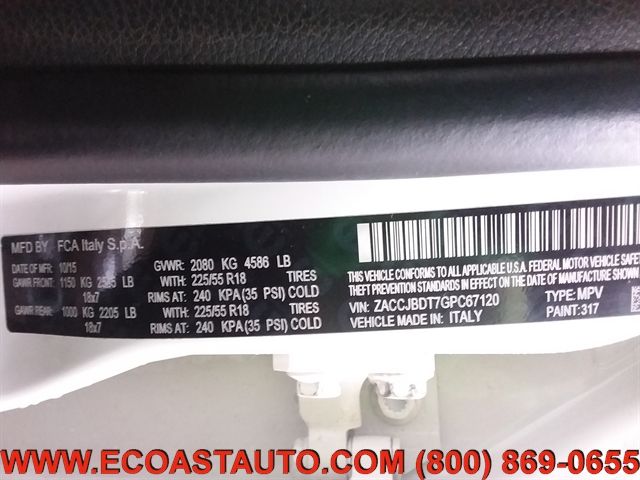 MFD BY FCA Italy S.p.A.
DATE OF MFH: 10/15 GVWR: 2080 KG 4586 LB
GAWR FRONT: 1150 KG LB WITH: 225/55 R18 TIRES
18x7 RIMS AT: 240 KPA(35 PSI) COLD
GAWR REAR: 1000 KG 2205 LB WITH: 225/55 R18 TIRES
18x7 RIMS AT: 240 KPA(35 PSI) COLD
THIS VEHICLE CONFORMS TO ALL APPLICABLE U.S.A. FEDERAL MOTOR VEHICLE SAFETY,
THEFT PREVENTION STANDARDS IN EFFECT ON THE DATE OF
VIN: ZACCJBDT7GPC67120 TYPE: MPV
VEHICLE MADE IN: ITALY PAINT: 317
WWW.ECOASTAUTO.COM (800) 869-0655